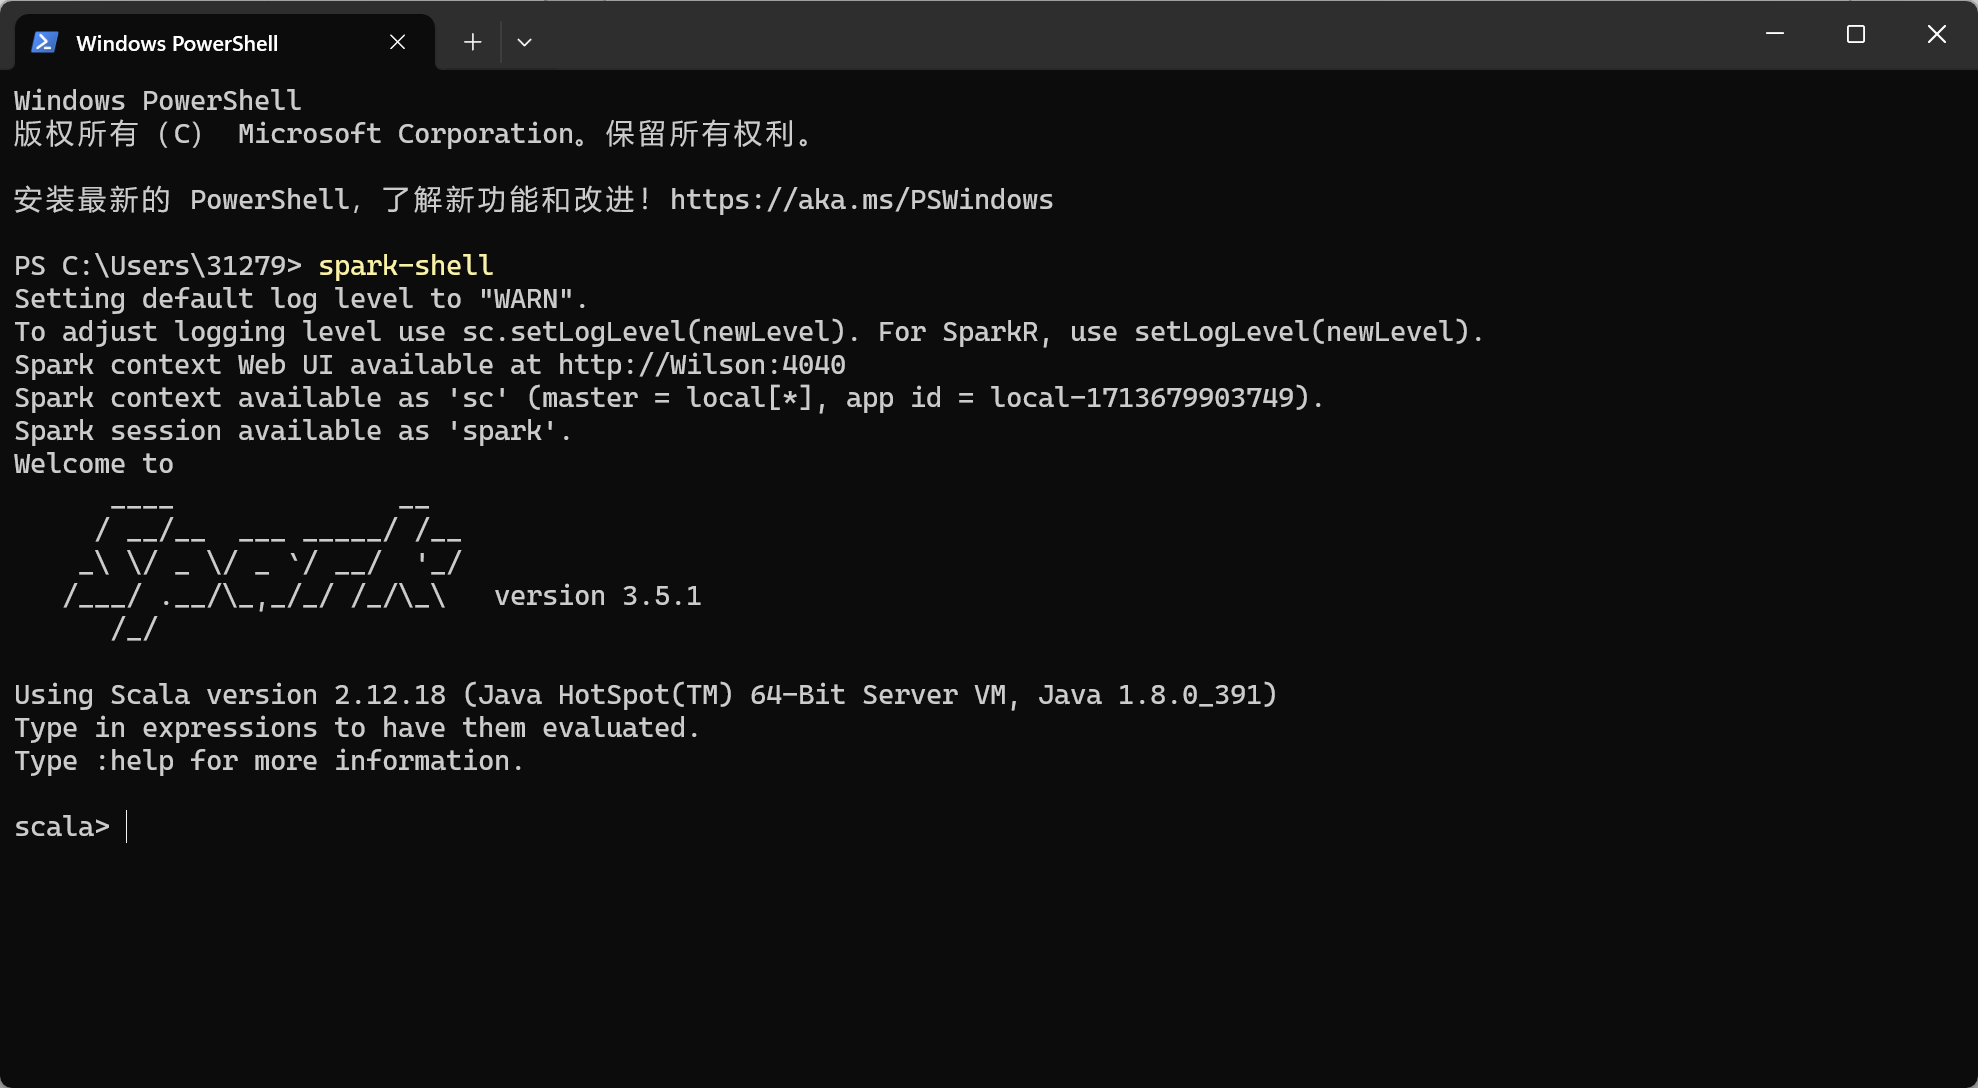 Windows PowerShell
Windows PowerShell
版权所有（C） Microsoft Corporation。保留所有权利。
安装最新的 PowerShell，了解新功能和改进！https://aka.ms/PSWindows
PS C:\Users\31279> spark-shell
Setting default log level to "WARN".
To adjust logging level use sc.setLogLevel(newLevel). For SparkR, use setLogLevel(newLevel).
Spark context Web UI available at http://Wilson:4040
Spark context available as 'sc' (master = local[*], app id = local-1713679903749).
Spark session available as 'spark'.
Welcome to
      ____              __
     / __/__  ___ _____/ /__
    _\ \/ _ \/ _ `/ __/  '_/
   /___/ .__/\_,_/_/ /_/\_\   version 3.5.1
      /_/
Using Scala version 2.12.18 (Java HotSpot(TM) 64-Bit Server VM, Java 1.8.0_391)
Type in expressions to have them evaluated.
Type :help for more information.
scala>